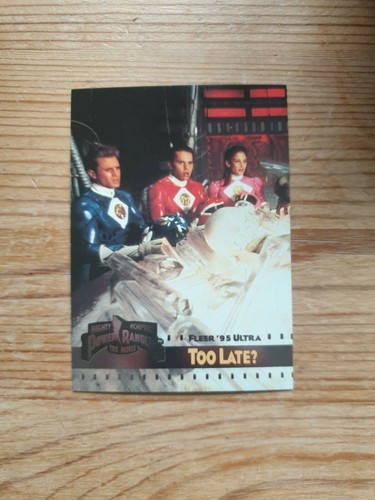 MIGHTY MORPHIN
POWER RANGERS
THE MOVIE
FLEER '95 ULTRA
TOO LATE?